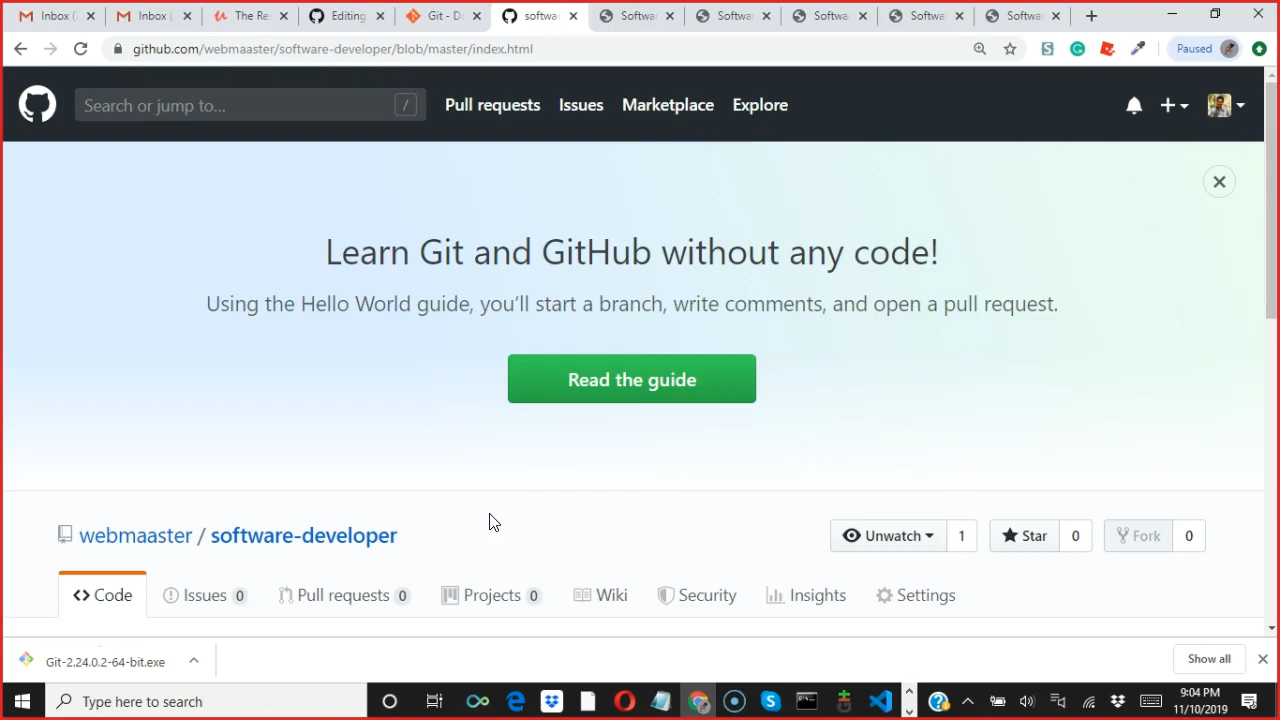 Inbox (
Inbox (
The Re
Editing
Git - D
softwar
Softwa
Softwa
Softwa
Softwa
Softwa
github.com/webmaaster/software-developer/blob/master/index.html
Paused
Search or jump to...
/
Pull requests
Issues
Marketplace
Explore
Learn Git and GitHub without any code!
Using the Hello World guide, you'll start a branch, write comments, and open a pull request.
Read the guide
webmaaster / software-developer
Unwatch
1
Star
0
Fork
0
Code
Issues 0
Pull requests 0
Projects 0
Wiki
Security
Insights
Settings
Git-2.24.0.2-64-bit.exe
Show all
Type here to search
9:04 PM
11/10/2019